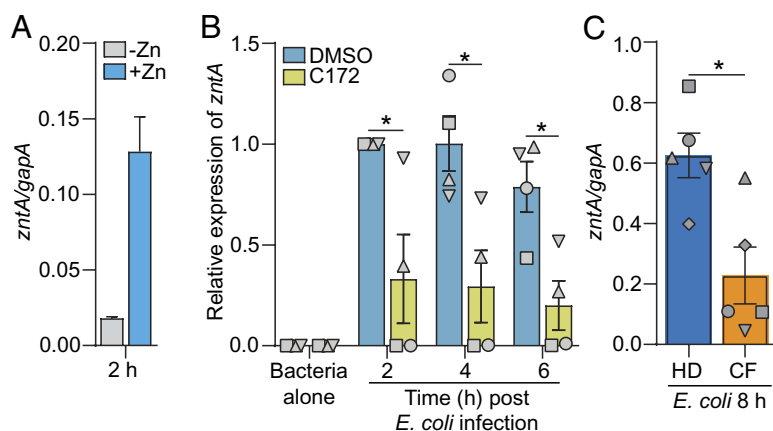 A
zntA/gapA
0.20
0.15
0.10
0.05
0.00
-Zn
+Zn
2 h
B
Relative expression of zntA
1.5
1.0
0.5
0.0
DMSO
C172
*
*
*
Bacteria
alone
2
4
6
Time (h) post
E. coli infection
C
zntA/gapA
1.0
0.8
0.6
0.4
0.2
0.0
*
HD
CF
E. coli 8 h